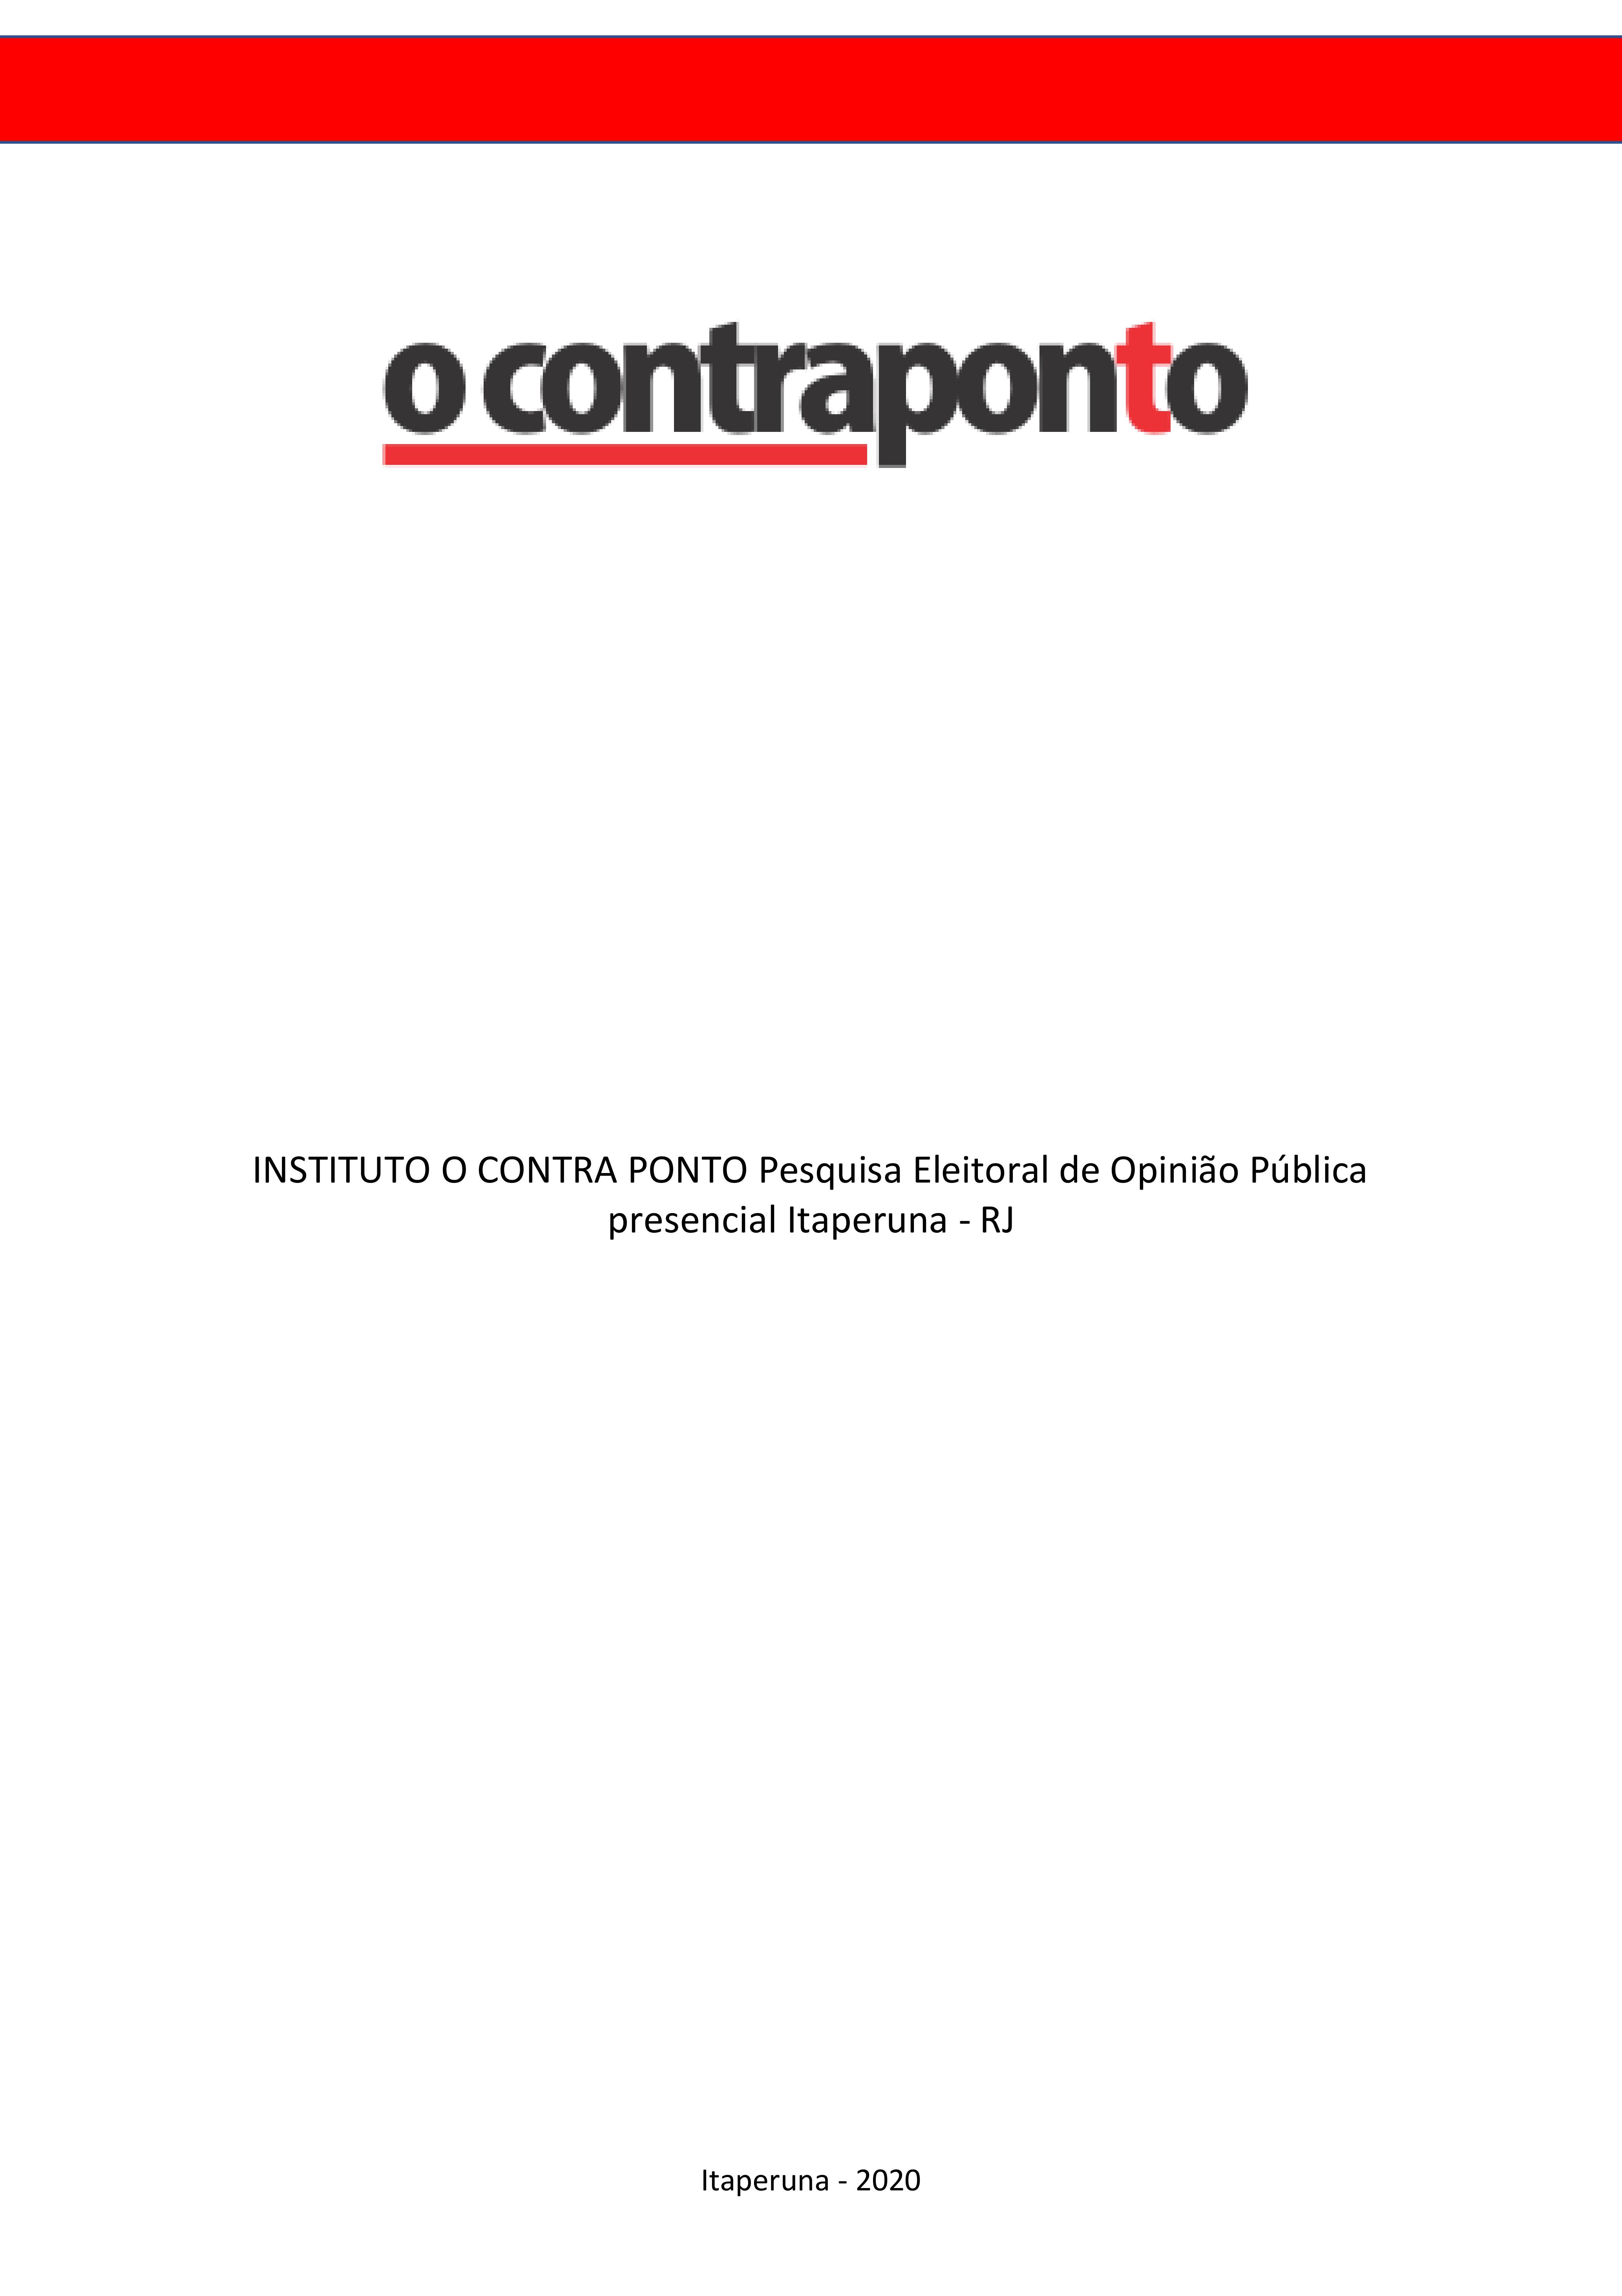 o contraponto
INSTITUTO O CONTRA PONTO Pesquisa Eleitoral de Opinião Pública
presencial Itaperuna - RJ
Itaperuna - 2020